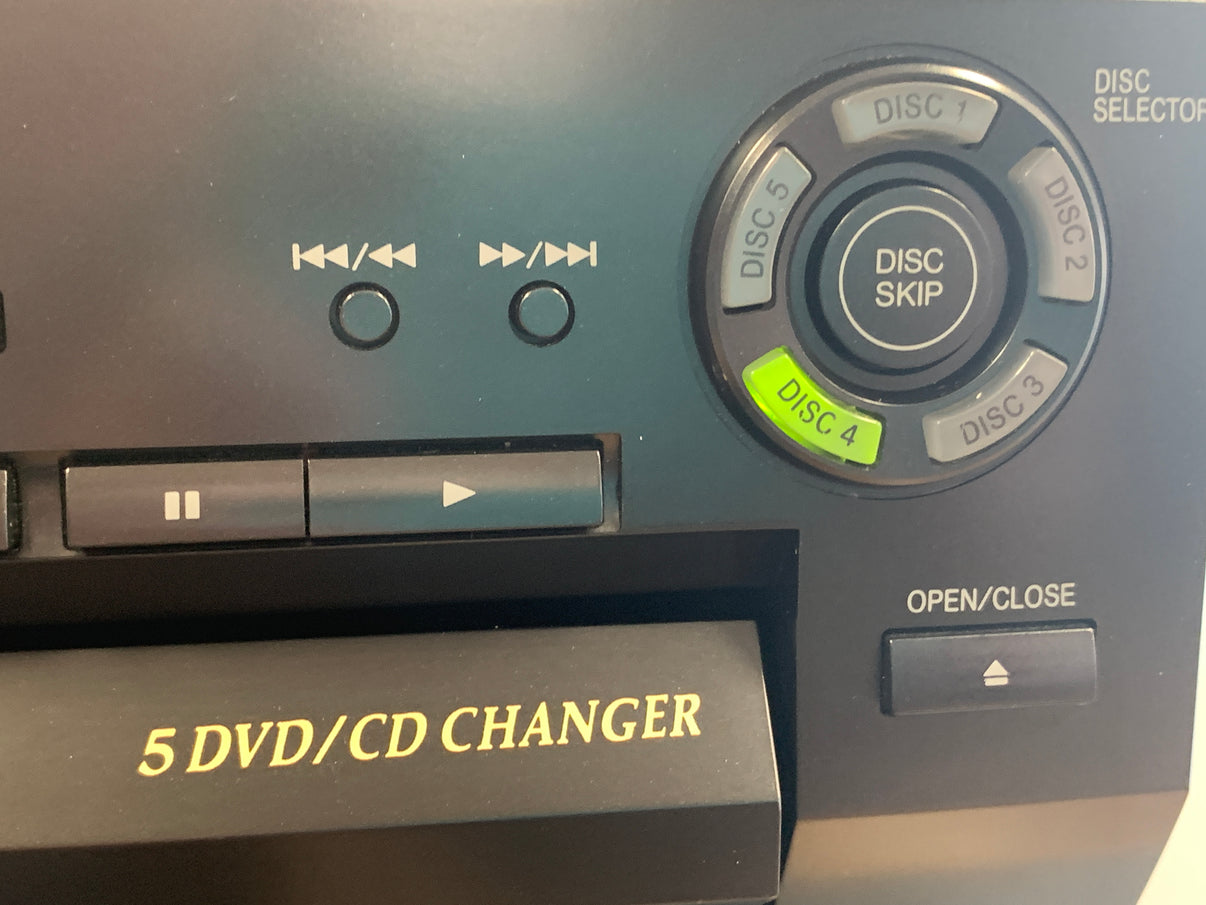 DISC
SELECTOR
DISC 1
DISC 2
DISC 3
DISC 4
DISC 5
DISC
SKIP
OPEN/CLOSE
5 DVD/CD CHANGER